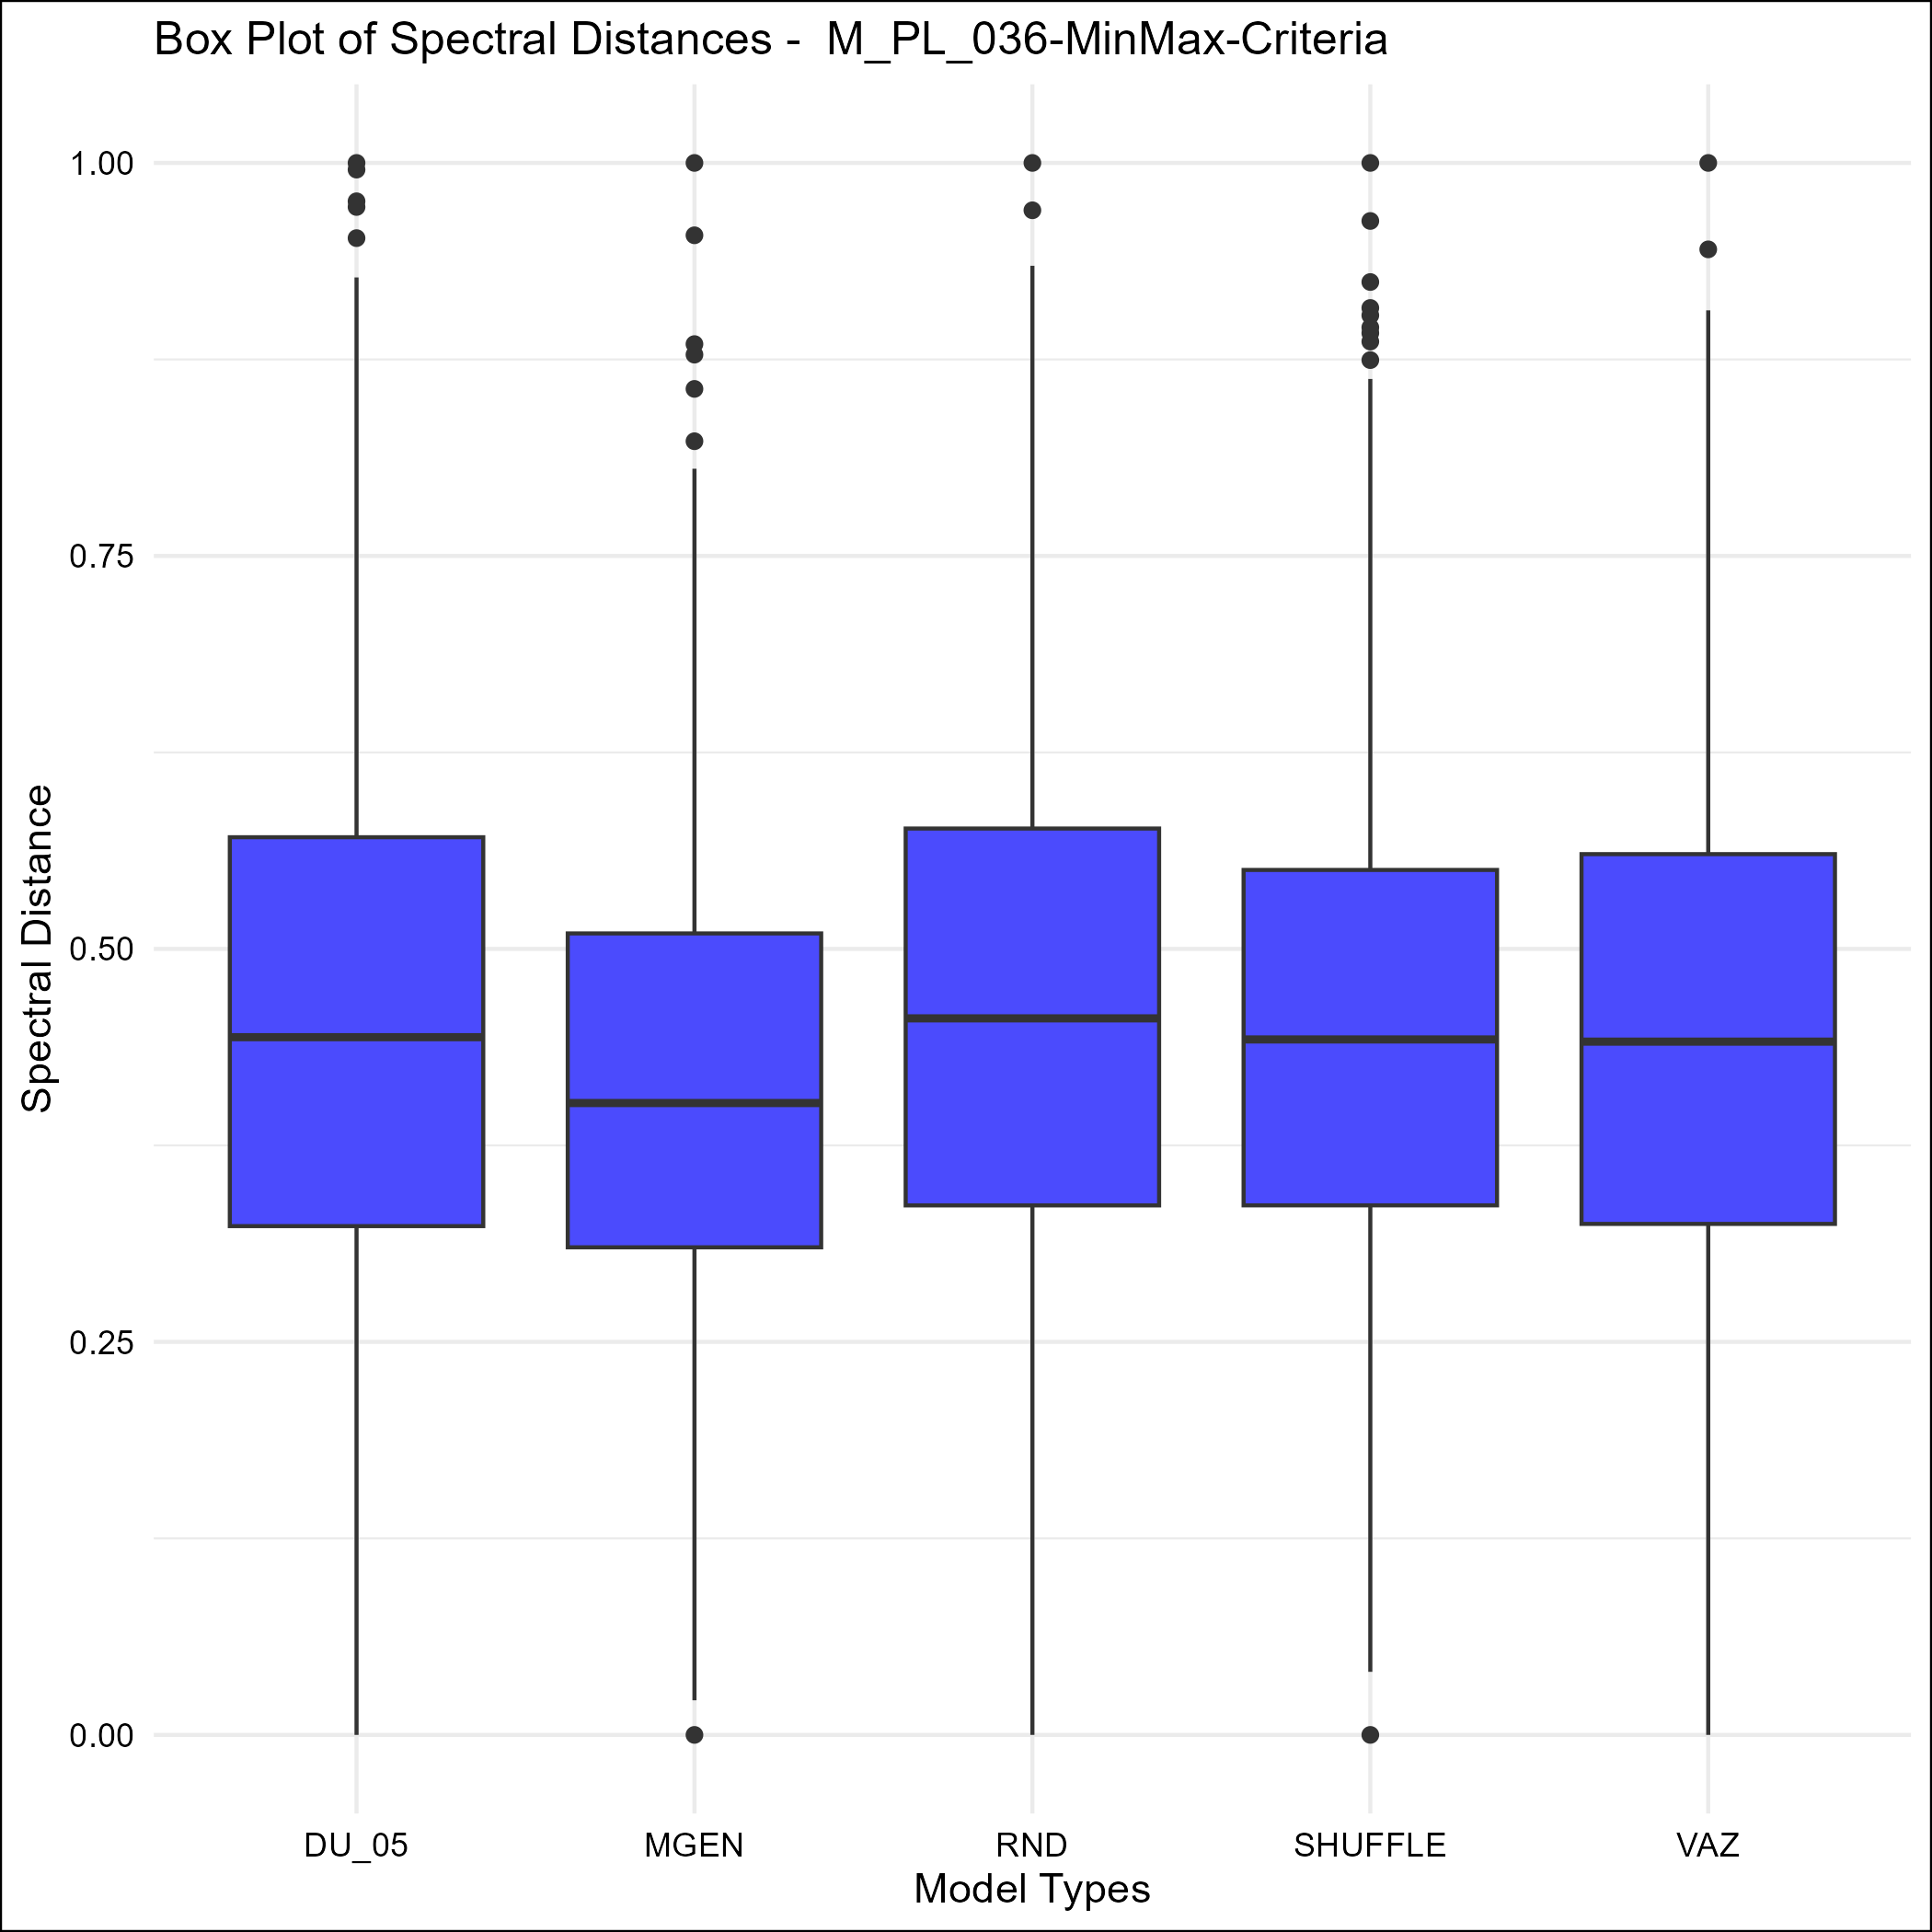 Box Plot of Spectral Distances -  M_PL_036-MinMax-Criteria
Spectral Distance
1.00
0.75
0.50
0.25
0.00
DU_05 MGEN RND SHUFFLE VAZ
Model Types